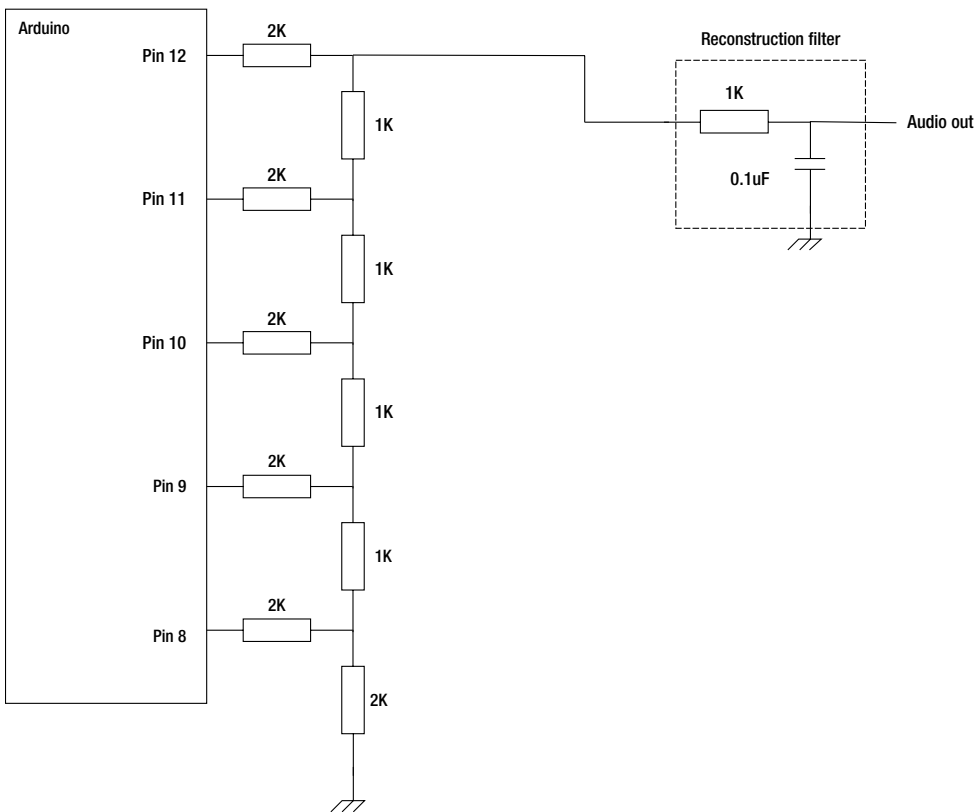 Arduino
2K
Pin 12
Reconstruction filter
1K
1K
Audio out
0.1uF
2K
Pin 11
1K
2K
Pin 10
1K
2K
Pin 9
1K
2K
Pin 8
2K